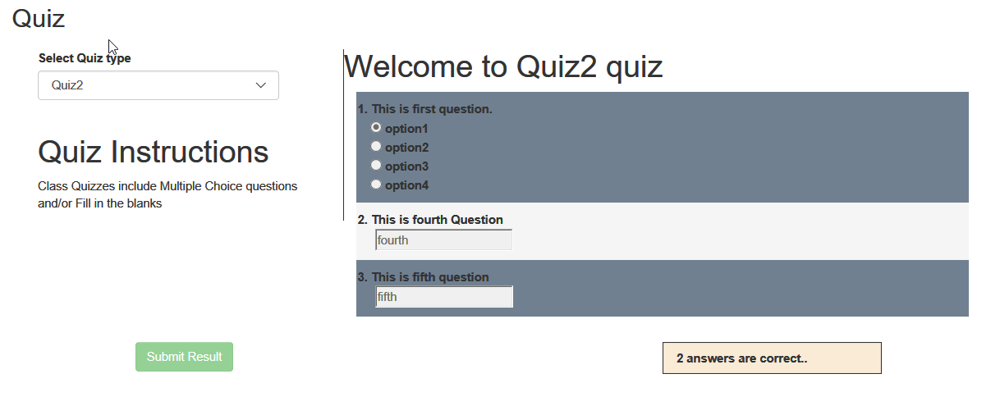 Quiz
Select Quiz type
Quiz2
Quiz Instructions
Class Quizzes include Multiple Choice questions
and/or Fill in the blanks
Welcome to Quiz2 quiz
1. This is first question.
option1
option2
option3
option4
2. This is fourth Question
fourth
3. This is fifth question
fifth
Submit Result
2 answers are correct..